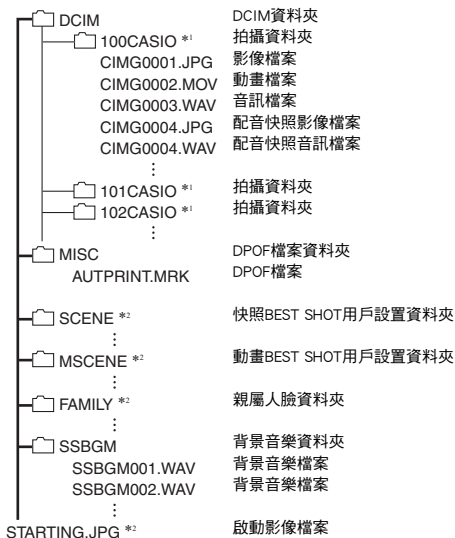 DCIM DCIM資料夾
100CASIO *1 拍攝資料夾
CIMG0001.JPG 影像檔案
CIMG0002.MOV 動畫檔案
CIMG0003.WAV 音訊檔案
CIMG0004.JPG 配音快照影像檔案
CIMG0004.WAV 配音快照音訊檔案
101CASIO *1 拍攝資料夾
102CASIO *1 拍攝資料夾
MISC DPOF檔案資料夾
AUTPRINT.MRK DPOF檔案
SCENE *2 快照BEST SHOT用戶設置資料夾
MSCENE *2 動畫BEST SHOT用戶設置資料夾
FAMILY *2 親屬人臉資料夾
SSBGM 背景音樂資料夾
SSBGM001.WAV 背景音樂檔案
SSBGM002.WAV 背景音樂檔案
STARTING.JPG *2 啟動影像檔案